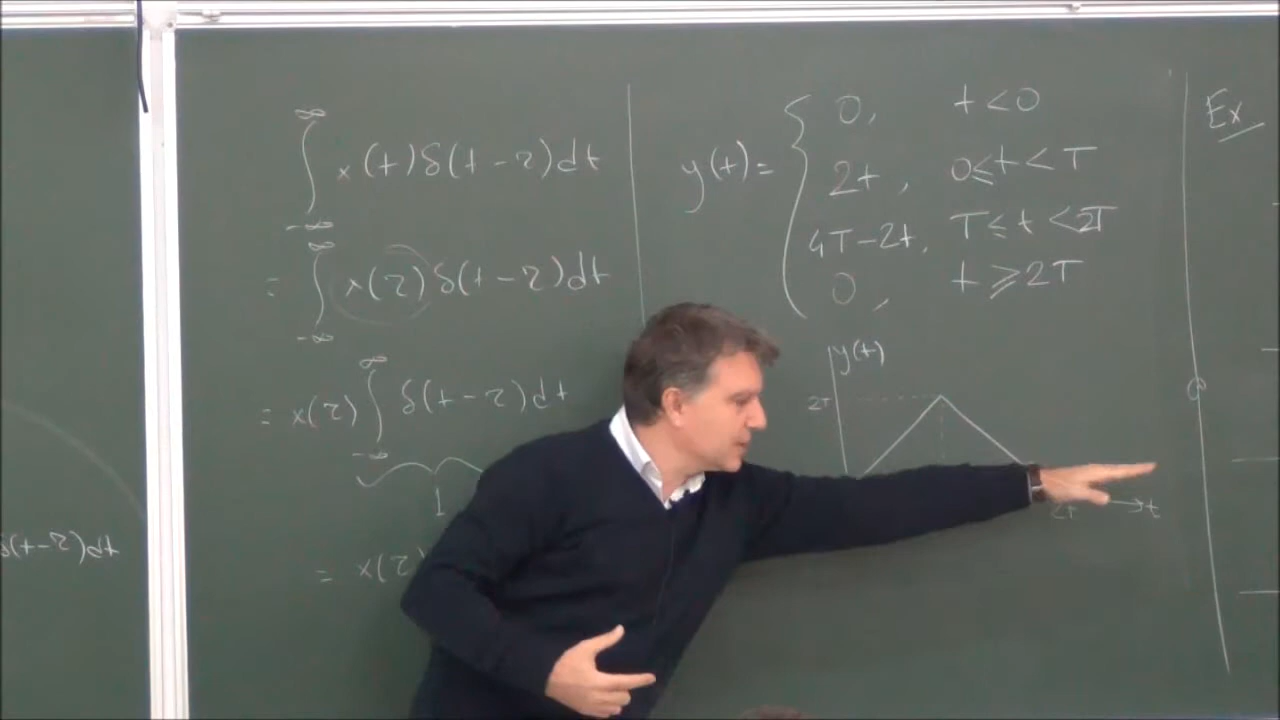 ∫_{-∞}^{∞} x(t)δ(t-τ)dt
= ∫_{-∞}^{∞} x(τ)δ(t-τ)dt
= x(τ) ∫_{-∞}^{∞} δ(t-τ)dt
1
= x(τ)
δ(t-τ)dt
y(t)= { 0, t<0
2t, 0≤t<T
4T-2t, T≤t<2T
0, t≥2T
y(t)
2T
2T t
Ex